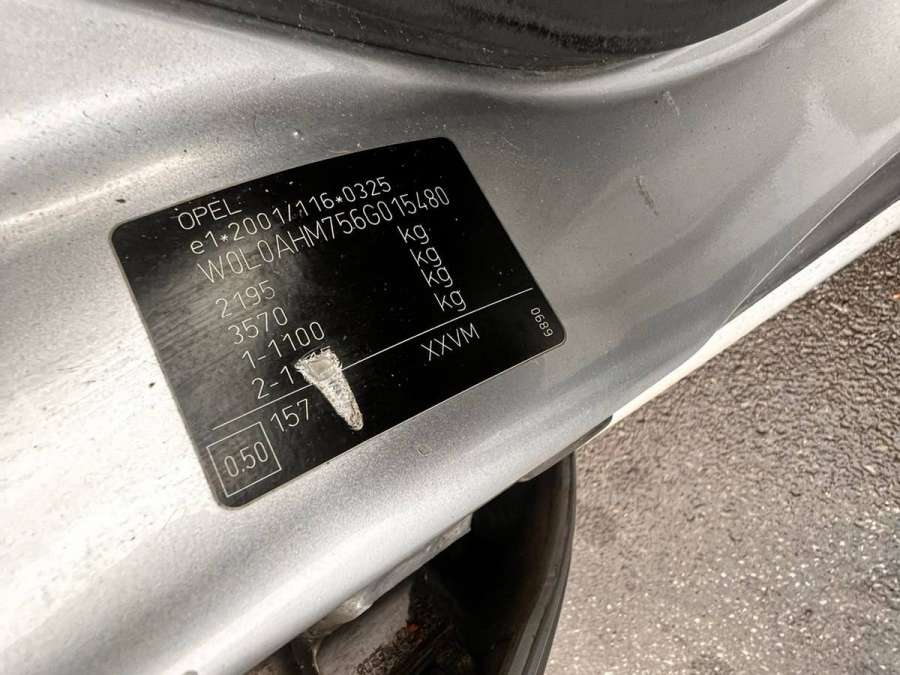 OPEL
e1*2001/116*0325
W0L0AHM756G015480
2195 kg
3570 kg
1-1100 kg
2-1 kg
157 XXVM 0689
0.50